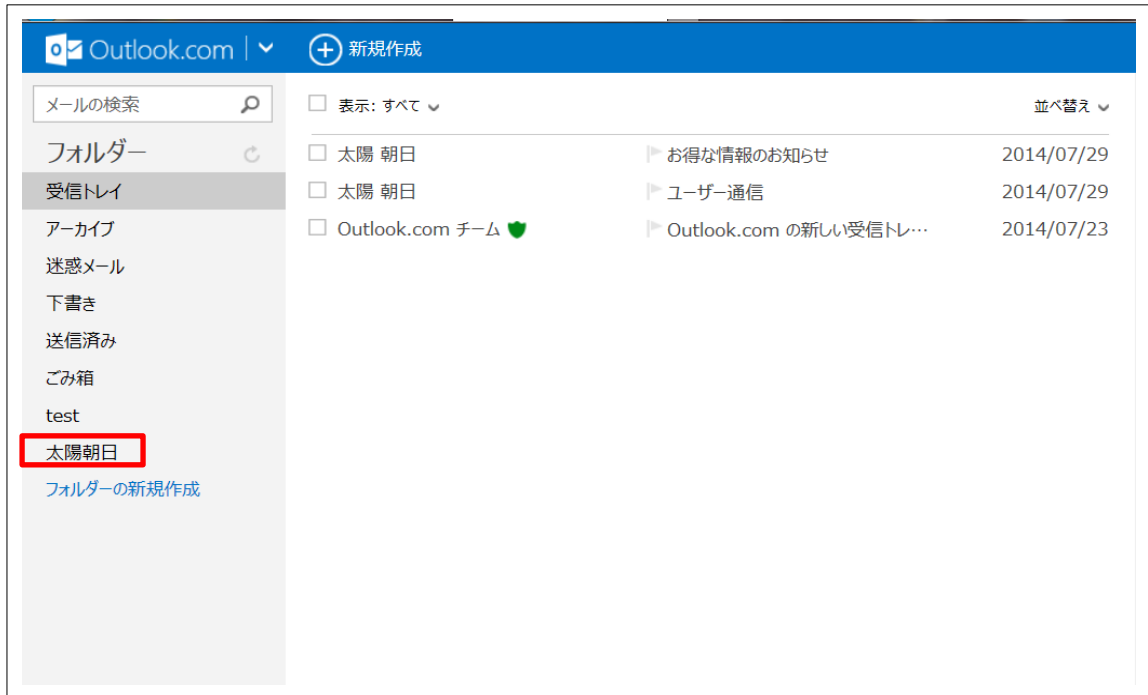 Outlook.com 新規作成
メールの検索
フォルダー
受信トレイ
アーカイブ
迷惑メール
下書き
送信済み
ごみ箱
test
太陽朝日
フォルダーの新規作成
表示: すべて 並べ替え
太陽 朝日 お得な情報のお知らせ 2014/07/29
太陽 朝日 ユーザー通信 2014/07/29
Outlook.com チーム Outlook.com の新しい受信トレ… 2014/07/23